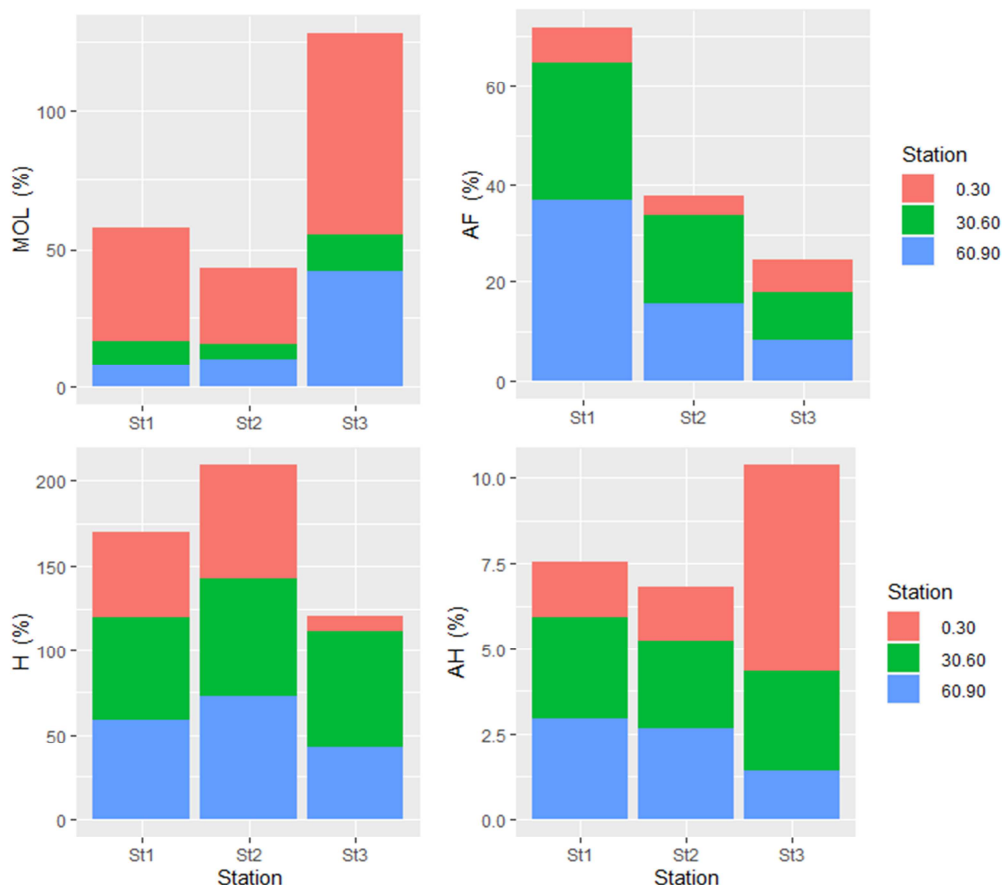 MOL (%)
100
50
0
St1 St2 St3
AF (%)
60
40
20
0
St1 St2 St3
Station
0.30
30.60
60.90
H (%)
200
150
100
50
0
St1 St2 St3
Station
AH (%)
10.0
7.5
5.0
2.5
0.0
St1 St2 St3
Station
Station
0.30
30.60
60.90